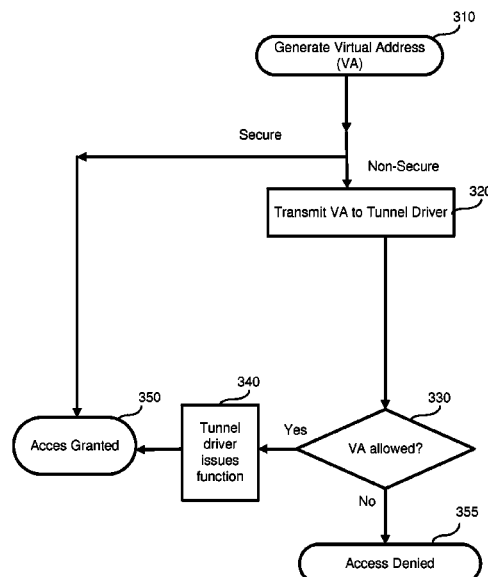 310
Generate Virtual Address
(VA)
Secure
Non-Secure
320
Transmit VA to Tunnel Driver
350
Acces Granted
340
Tunnel
driver
issues
function
Yes
330
VA allowed?
No
355
Access Denied